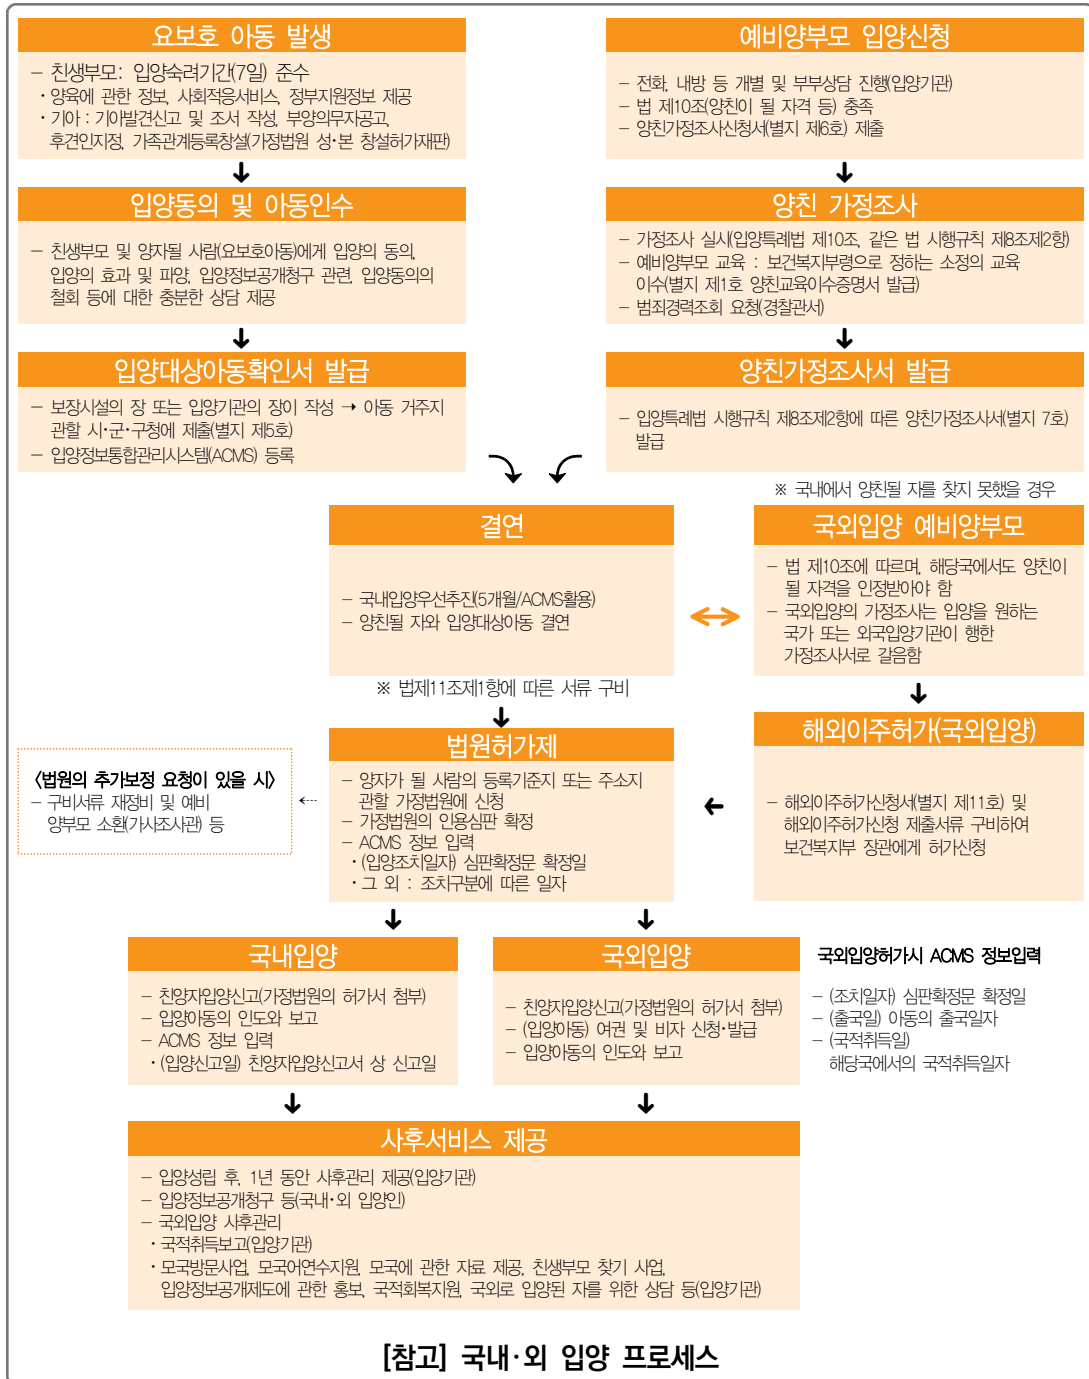 요보호 아동 발생
– 친생부모: 입양숙려기간(7일) 준수
· 양육에 관한 정보, 사회적응서비스, 정부지원정보 제공
· 기아 : 기아발견신고 및 조서 작성, 부양의무자공고,
후견인지정, 가족관계등록창설(가정법원 성·본 창설허가재판)
예비양부모 입양신청
– 전화, 내방 등 개별 및 부부상담 진행(입양기관)
– 법 제10조(양친이 될 자격 등) 충족
– 양친가정조사신청서(별지 제6호) 제출
입양동의 및 아동인수
– 친생부모 및 양자될 사람(요보호아동)에게 입양의 동의,
입양의 효과 및 파양, 입양정보공개청구 관련, 입양동의의
철회 등에 대한 충분한 상담 제공
양친 가정조사
– 가정조사 실시(입양특례법 제10조, 같은 법 시행규칙 제8조제2항)
– 예비양부모 교육 : 보건복지부령으로 정하는 소정의 교육
이수(별지 제1호 양친교육이수증명서 발급)
– 범죄경력조회 요청(경찰관서)
입양대상아동확인서 발급
– 보장시설의 장 또는 입양기관의 장이 작성 → 아동 거주지
관할 시·군·구청에 제출(별지 제5호)
– 입양정보통합관리시스템(ACMS) 등록
양친가정조사서 발급
– 입양특례법 시행규칙 제8조제2항에 따른 양친가정조사서(별지 7호)
발급
※ 국내에서 양친될 자를 찾지 못했을 경우
결연
– 국내입양우선추진(5개월/ACMS활용)
– 양친될 자와 입양대상아동 결연
※ 법제11조제1항에 따른 서류 구비
국외입양 예비양부모
– 법 제10조에 따르며, 해당국에서도 양친이
될 자격을 인정받아야 함
– 국외입양의 가정조사는 입양을 원하는
국가 또는 외국입양기관이 행한
가정조사서로 갈음함
해외이주허가(국외입양)
– 해외이주허가신청서(별지 제11호) 및
해외이주허가신청 제출서류 구비하여
보건복지부 장관에게 허가신청
법원허가제
– 양자가 될 사람의 등록기준지 또는 주소지
관할 가정법원에 신청
– 가정법원의 인용심판 확정
– ACMS 정보 입력
· (입양조치일자) 심판확정문 확정일
· 그 외 : 조치구분에 따른 일자
〈법원의 추가보정 요청이 있을 시〉
– 구비서류 재정비 및 예비
양부모 소환(가사조사관) 등
국내입양
– 친양자입양신고(가정법원의 허가서 첨부)
– 입양아동의 인도와 보고
– ACMS 정보 입력
· (입양신고일) 친양자입양신고서 상 신고일
국외입양
– 친양자입양신고(가정법원의 허가서 첨부)
– (입양아동) 여권 및 비자 신청·발급
– 입양아동의 인도와 보고
국외입양허가시 ACMS 정보입력
– (조치일자) 심판확정문 확정일
– (출국일) 아동의 출국일자
– (국적취득일)
해당국에서의 국적취득일자
사후서비스 제공
– 입양성립 후, 1년 동안 사후관리 제공(입양기관)
– 입양정보공개청구 등(국내·외 입양인)
– 국외입양 사후관리
· 국적취득보고(입양기관)
· 모국방문사업, 모국어연수지원, 모국에 관한 자료 제공, 친생부모 찾기 사업,
입양정보공개제도에 관한 홍보, 국적회복지원, 국외로 입양된 자를 위한 상담 등(입양기관)
[참고] 국내·외 입양 프로세스